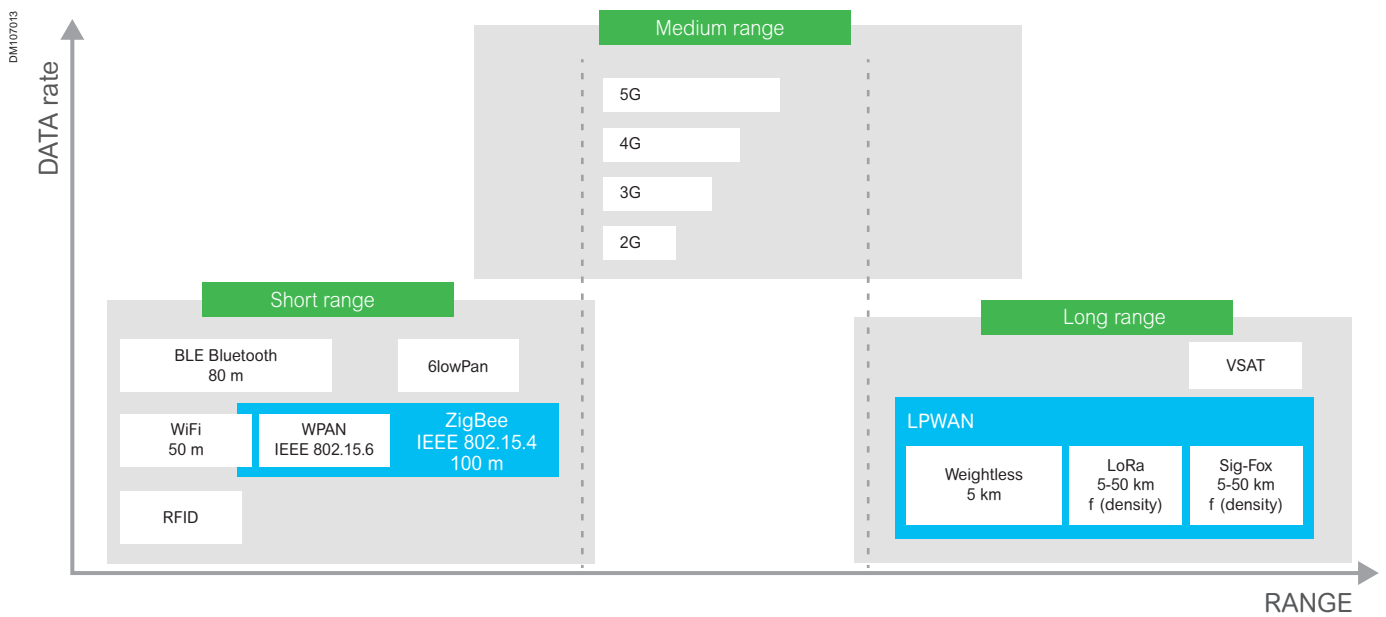 DM107013
DATA rate
Medium range
5G
4G
3G
2G
Short range
BLE Bluetooth
80 m
6lowPan
WiFi
50 m
WPAN
IEEE 802.15.6
ZigBee
IEEE 802.15.4
100 m
RFID
Long range
VSAT
LPWAN
Weightless
5 km
LoRa
5-50 km
f (density)
Sig-Fox
5-50 km
f (density)
RANGE